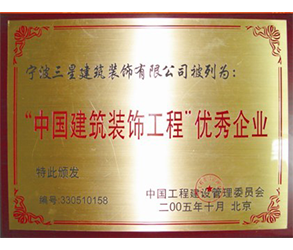 宁波三星建筑装饰有限公司被列为:
“中国建筑装饰工程”优秀企业
特此颁发
中国工程建设管理委员会
编号:330510158
二00五年十月 北京